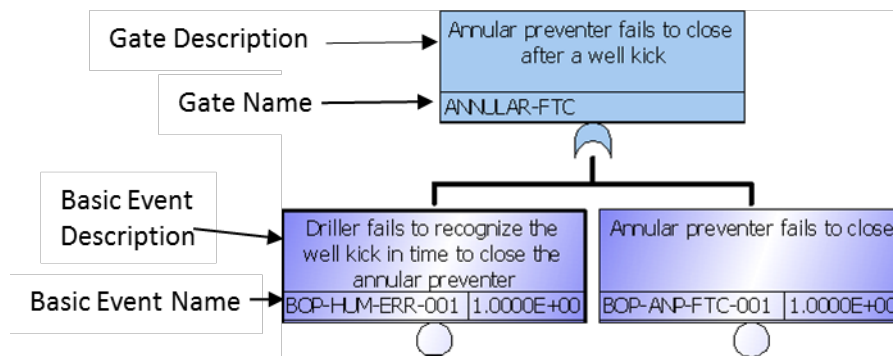 Gate Description
Annular preventer fails to close
after a well kick
Gate Name
ANNULAR-FTC
Basic Event
Description
Driller fails to recognize the
well kick in time to close the
annular preventer
Annular preventer fails to close
Basic Event Name
BOP-HUM-ERR-001 1.0000E+00
BOP-ANP-FTC-001 1.0000E+00